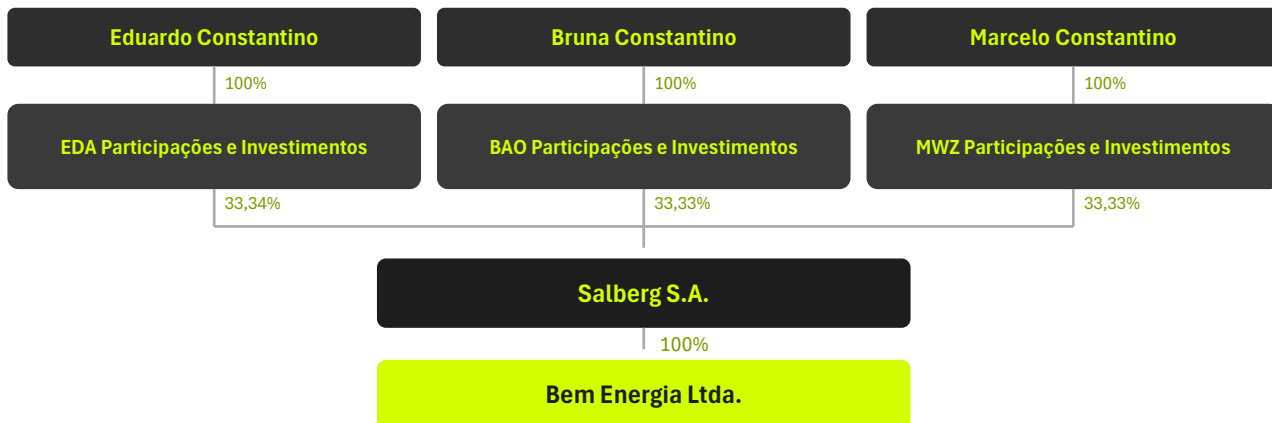 Eduardo Constantino
Bruna Constantino
Marcelo Constantino
100%
100%
100%
EDA Participações e Investimentos
BAO Participações e Investimentos
MWZ Participações e Investimentos
33,34%
33,33%
33,33%
Salberg S.A.
100%
Bem Energia Ltda.